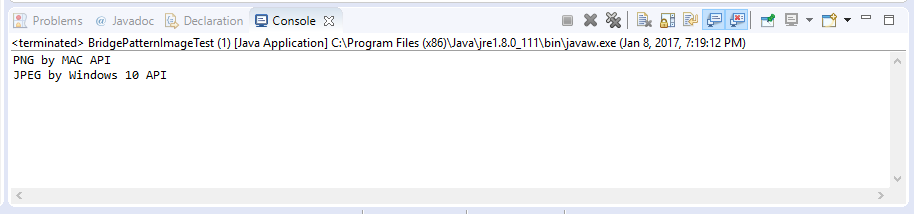 Problems @ Javadoc Declaration Console
<terminated> BridgePatternImageTest (1) [Java Application] C:\Program Files (x86)\Java\jre1.8.0_111\bin\javaw.exe (Jan 8, 2017, 7:19:12 PM)
PNG by MAC API
JPEG by Windows 10 API